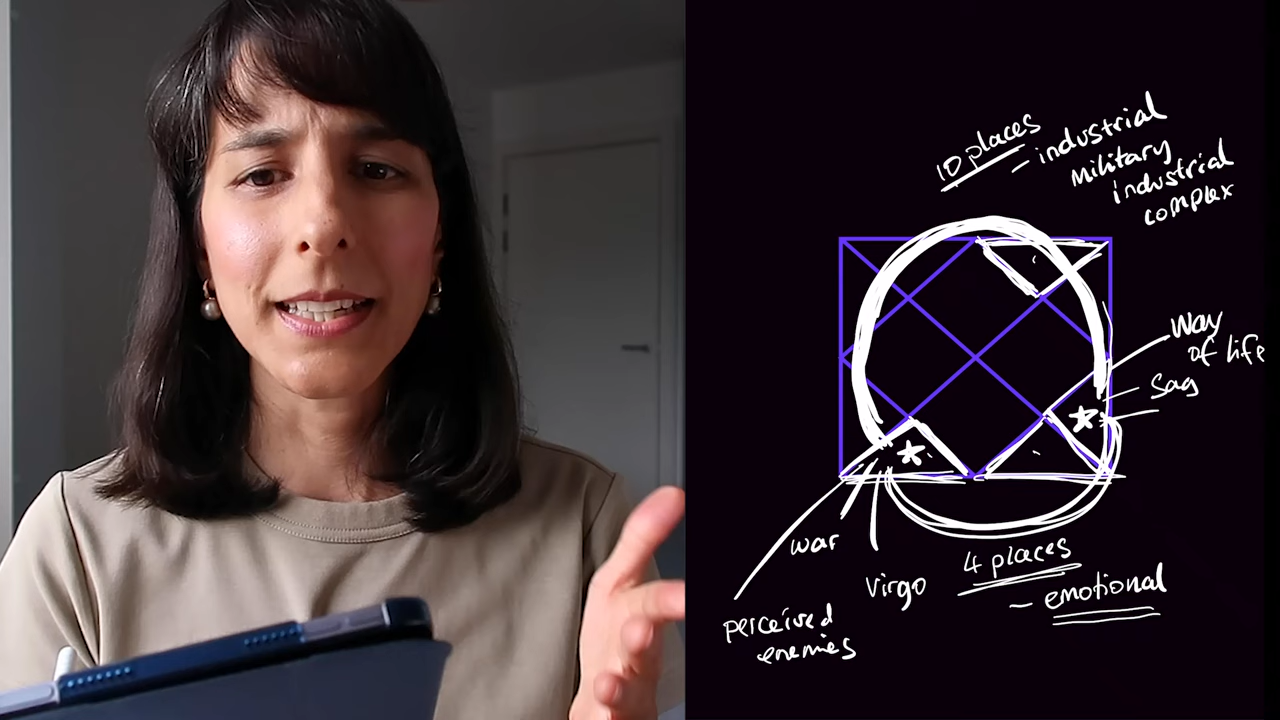 10 places
- industrial
military
industrial
complex
Way
of life
Sag
war
Virgo
4 places
- emotional
perceived
enemies